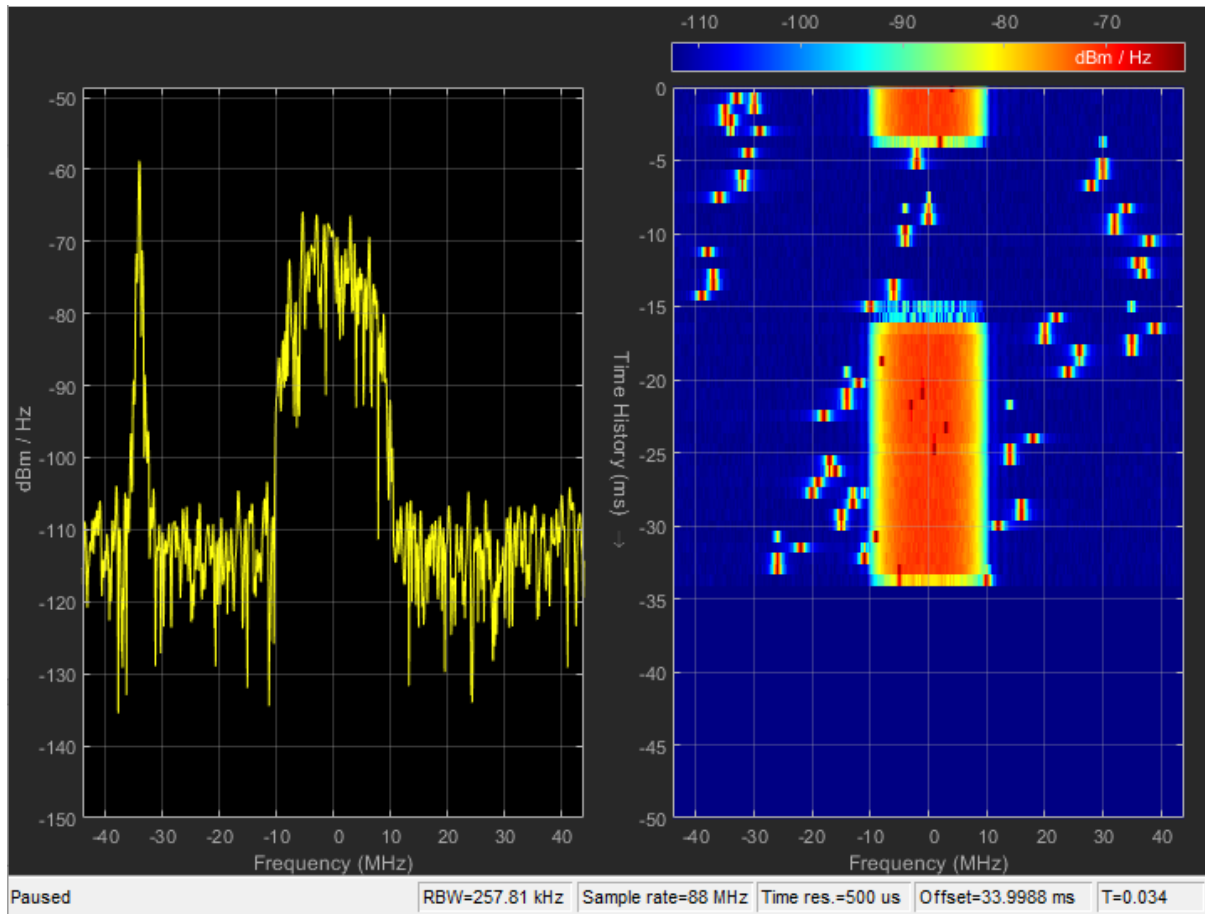 -110 -100 -90 -80 -70
dBm / Hz
-50
-60
-70
-80
-90
-100
-110
-120
-130
-140
-150
dBm / Hz
-40 -30 -20 -10 0 10 20 30 40
Frequency (MHz)
0
-5
-10
-15
-20
-25
-30
-35
-40
-45
-50
Time History (ms) →
-40 -30 -20 -10 0 10 20 30 40
Frequency (MHz)
Paused RBW=257.81 kHz Sample rate=88 MHz Time res.=500 us Offset=33.9988 ms T=0.034